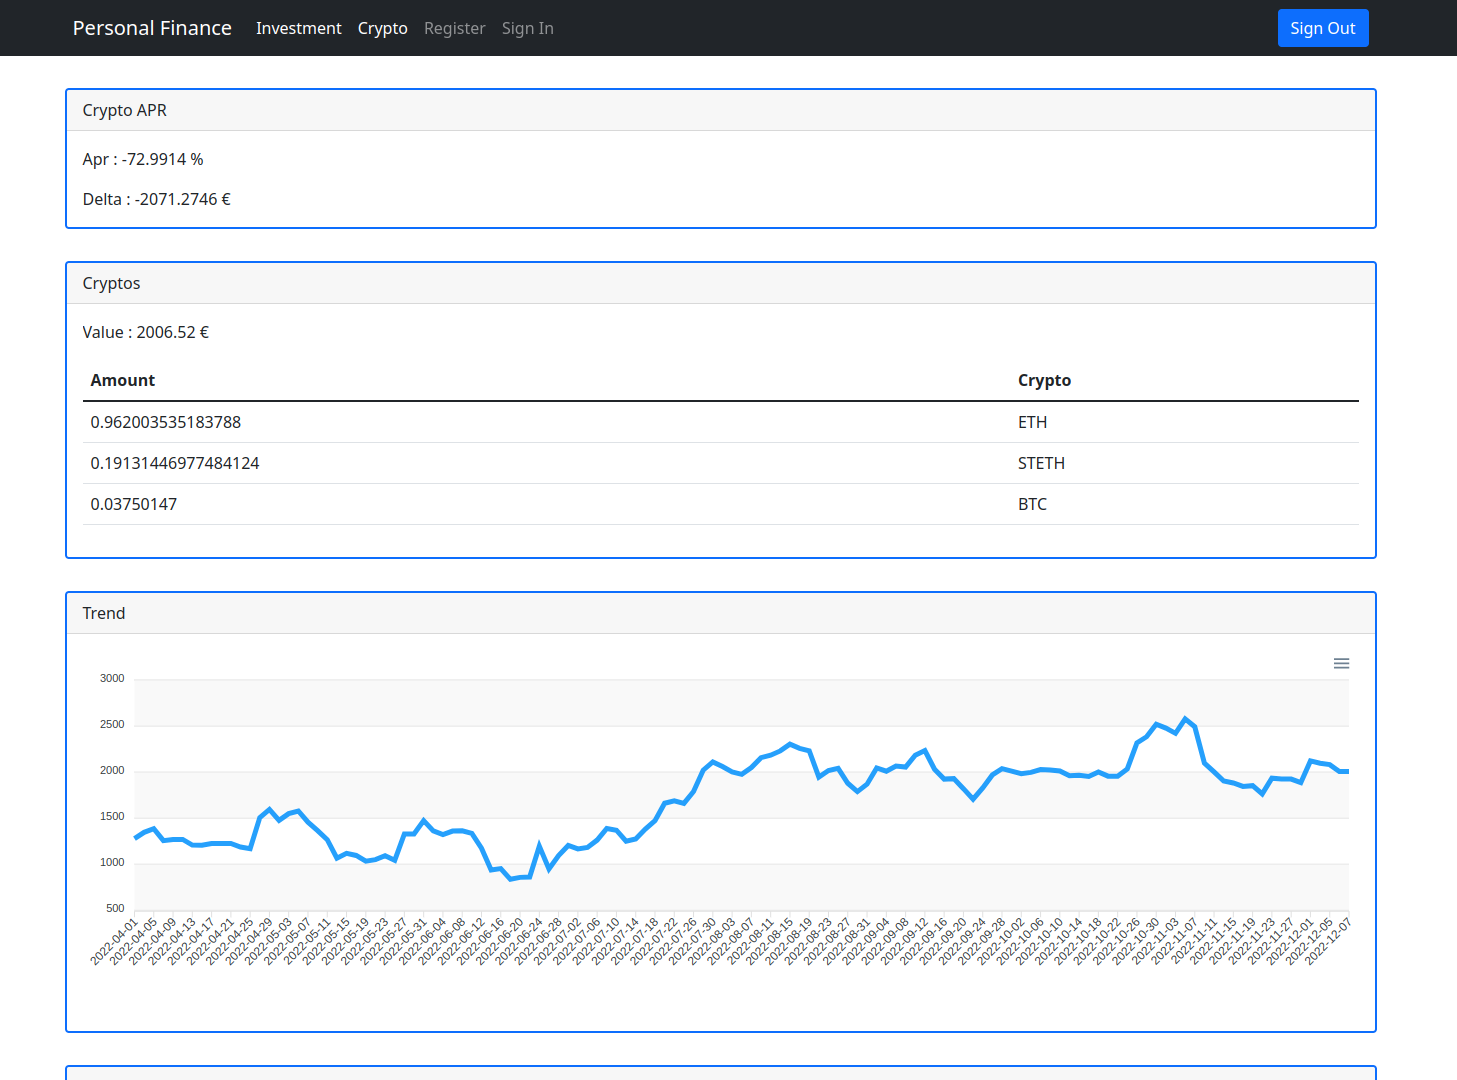 Personal Finance Investment Crypto Register Sign In Sign Out
Crypto APR
Apr : -72.9914 %
Delta : -2071.2746 €
Cryptos
Value : 2006.52 €
Amount Crypto
0.962003535183788 ETH
0.19131446977484124 STETH
0.03750147 BTC
Trend
3000
2500
2000
1500
1000
500
2022-04-01 2022-04-05 2022-04-09 2022-04-13 2022-04-17 2022-04-21 2022-04-25 2022-04-29 2022-05-03 2022-05-07 2022-05-11 2022-05-15 2022-05-19 2022-05-23 2022-05-27 2022-05-31 2022-06-04 2022-06-08 2022-06-12 2022-06-16 2022-06-20 2022-06-24 2022-06-28 2022-07-02 2022-07-06 2022-07-10 2022-07-14 2022-07-18 2022-07-22 2022-07-26 2022-07-30 2022-08-03 2022-08-07 2022-08-11 2022-08-15 2022-08-19 2022-08-23 2022-08-27 2022-08-31 2022-09-04 2022-09-08 2022-09-12 2022-09-16 2022-09-20 2022-09-24 2022-09-28 2022-10-02 2022-10-06 2022-10-10 2022-10-14 2022-10-18 2022-10-22 2022-10-26 2022-10-30 2022-11-03 2022-11-07 2022-11-11 2022-11-15 2022-11-19 2022-11-23 2022-11-27 2022-12-01 2022-12-05 2022-12-07